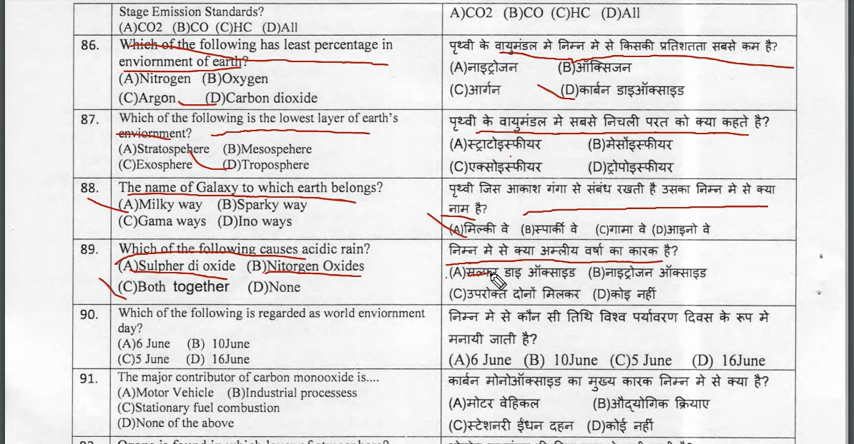 Stage Emission Standards?
(A)CO2 (B)CO (C)HC (D)All
A)CO2 (B)CO (C)HC (D)All
86.
Which of the following has least percentage in
enviornment of earth?
(A)Nitrogen (B)Oxygen
(C)Argon (D)Carbon dioxide
पृथ्वी के वायुमंडल मे निम्न मे से किसकी प्रतिशतता सबसे कम है?
(A)नाइट्रोजन (B)ऑक्सिजन
(C)आर्गन (D)कार्बन डाइऑक्साइड
87.
Which of the following is the lowest layer of earth's
enviornment?
(A)Stratosphere (B)Mesospehere
(C)Exosphere (D)Troposphere
पृथ्वी के वायुमंडल मे सबसे निचली परत को क्या कहते है?
(A)स्ट्राटोइस्फीयर (B)मेसोंइस्फीयर
(C)एक्सोइस्फीयर (D)ट्रोपोइस्फीयर
88.
The name of Galaxy to which earth belongs?
(A)Milky way (B)Sparky way
(C)Gama ways (D)Ino ways
पृथ्वी जिस आकाश गंगा से संबंध रखती है उसका निम्न मे से क्या
नाम है?
(A)मिल्की वे (B)स्पार्की वे (C)गामा वे (D)आइनो वे
89.
Which of the following causes acidic rain?
(A)Sulpher di oxide (B)Nitorgen Oxides
(C)Both together (D)None
निम्न मे से क्या अम्लीय वर्षा का कारक है?
(A)सल्फर डाइ ऑक्साइड (B)नाइट्रोजन ऑक्साइड
(C)उपरोक्त दोनों मिलकर (D)कोई नहीं
90.
Which of the following is regarded as world enviornment
day?
(A)6 June (B) 10June
(C)5 June (D) 16June
निम्न मे से कौन सी तिथि विश्व पर्यावरण दिवस के रूप मे
मनायी जाती है?
(A)6 June (B) 10June (C)5 June (D) 16June
91.
The major contributor of carbon monooxide is....
(A)Motor Vehicle (B)Industrial processess
(C)Stationary fuel combustion
(D)None of the above
कार्बन मोनोऑक्साइड का मुख्य कारक निम्न मे से क्या है?
(A)मोटर वेहिकल (B)औद्योगिक क्रियाए
(C)स्टेशनरी ईंधन दहन (D)कोई नहीं